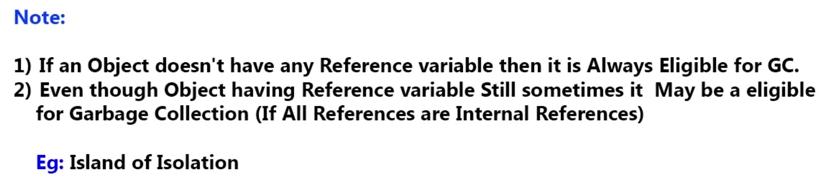 Note:
1) If an Object doesn't have any Reference variable then it is Always Eligible for GC.
2) Even though Object having Reference variable Still sometimes it May be a eligible
for Garbage Collection (If All References are Internal References)
Eg: Island of Isolation